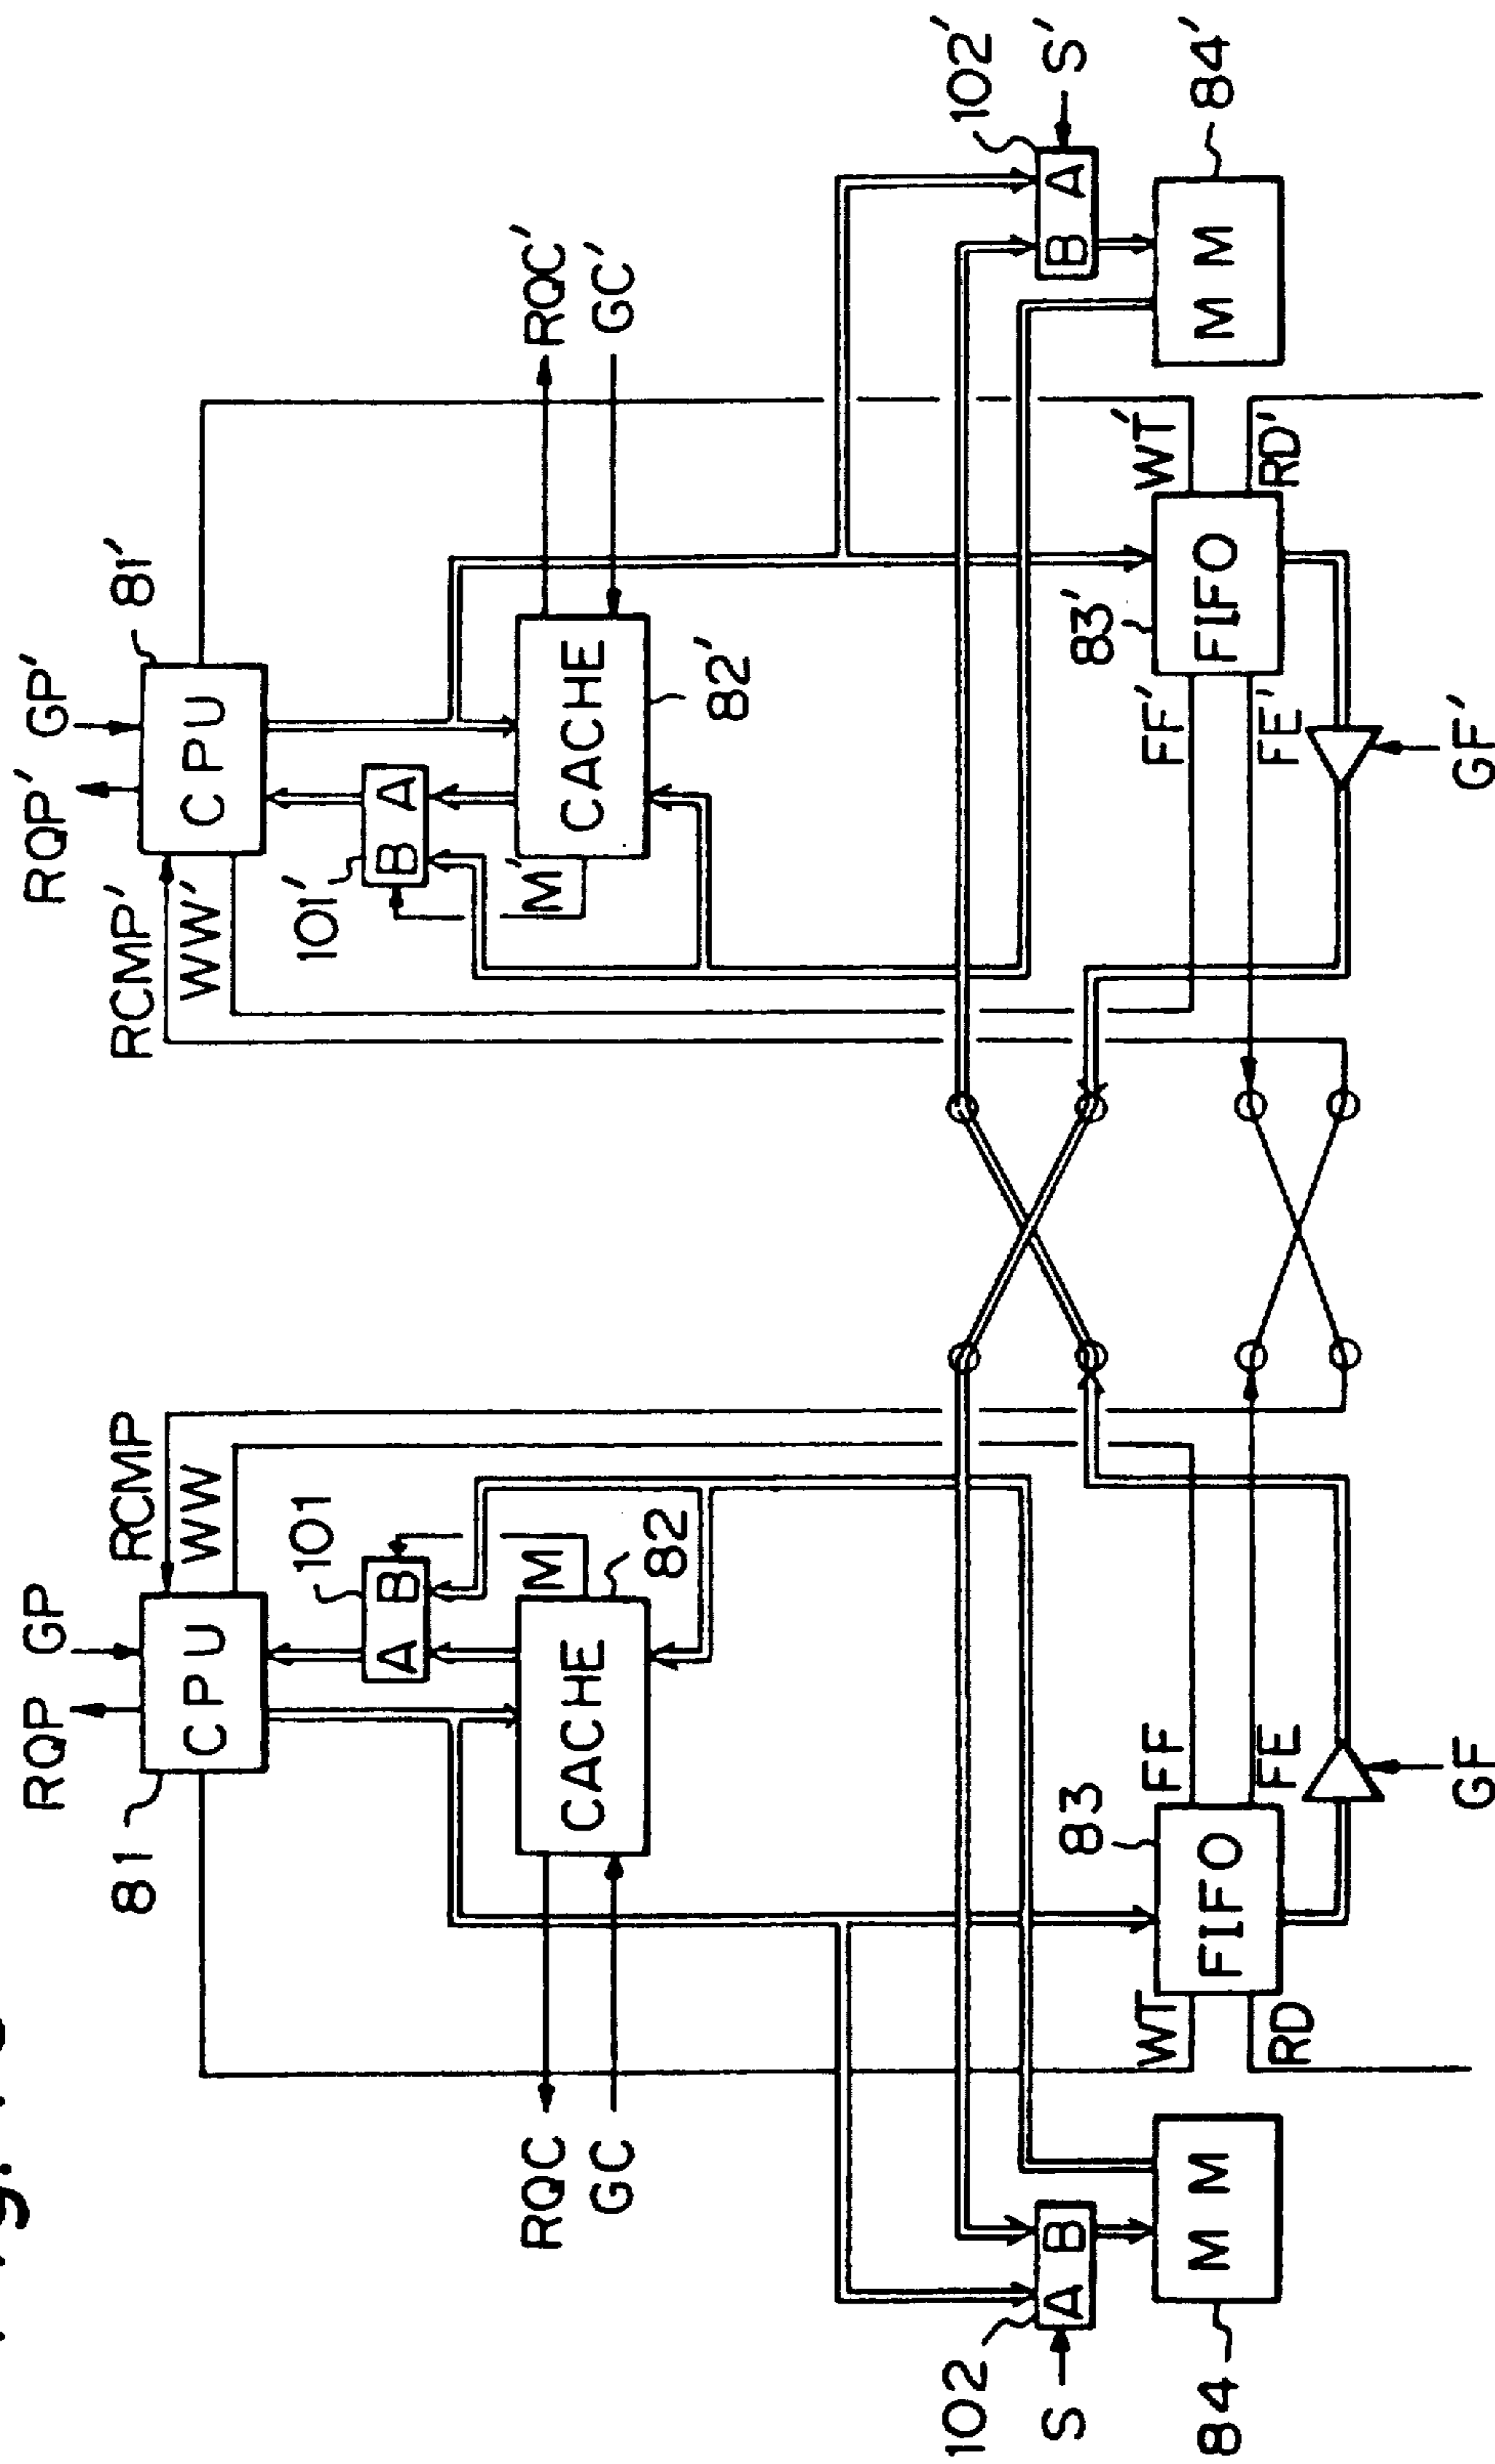 RQP GP
RCMP
WW
81
CPU
101
A B
M
CACHE
82
RQC
GC
102
A B
S
MM
84
WT
RD
83
FIFO
FF
FE
GF
RQP' GP'
RCMP'
WW'
81'
CPU
101'
B A
M'
CACHE
82'
RQC'
GC'
102'
B A
S'
MM
84'
WT'
RD'
83'
FIFO
FF'
FE'
GF'